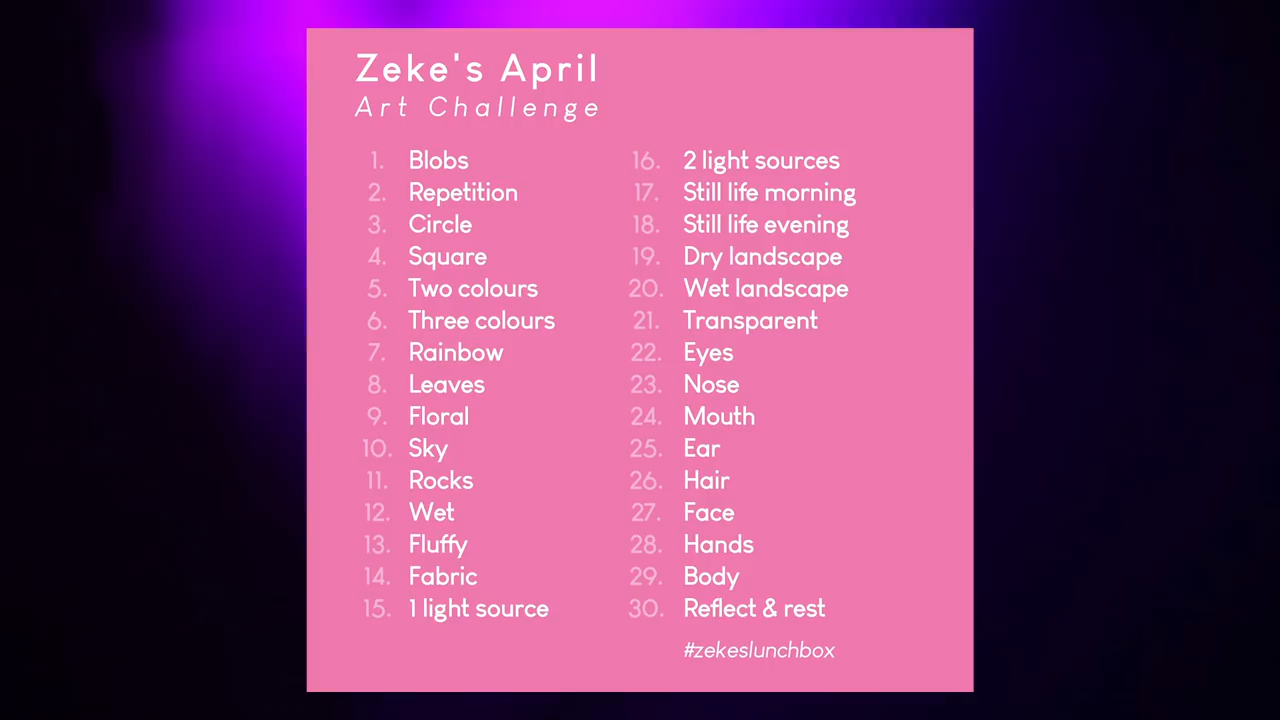 Zeke's April
Art Challenge
1. Blobs
2. Repetition
3. Circle
4. Square
5. Two colours
6. Three colours
7. Rainbow
8. Leaves
9. Floral
10. Sky
11. Rocks
12. Wet
13. Fluffy
14. Fabric
15. 1 light source
16. 2 light sources
17. Still life morning
18. Still life evening
19. Dry landscape
20. Wet landscape
21. Transparent
22. Eyes
23. Nose
24. Mouth
25. Ear
26. Hair
27. Face
28. Hands
29. Body
30. Reflect & rest
#zekeslunchbox